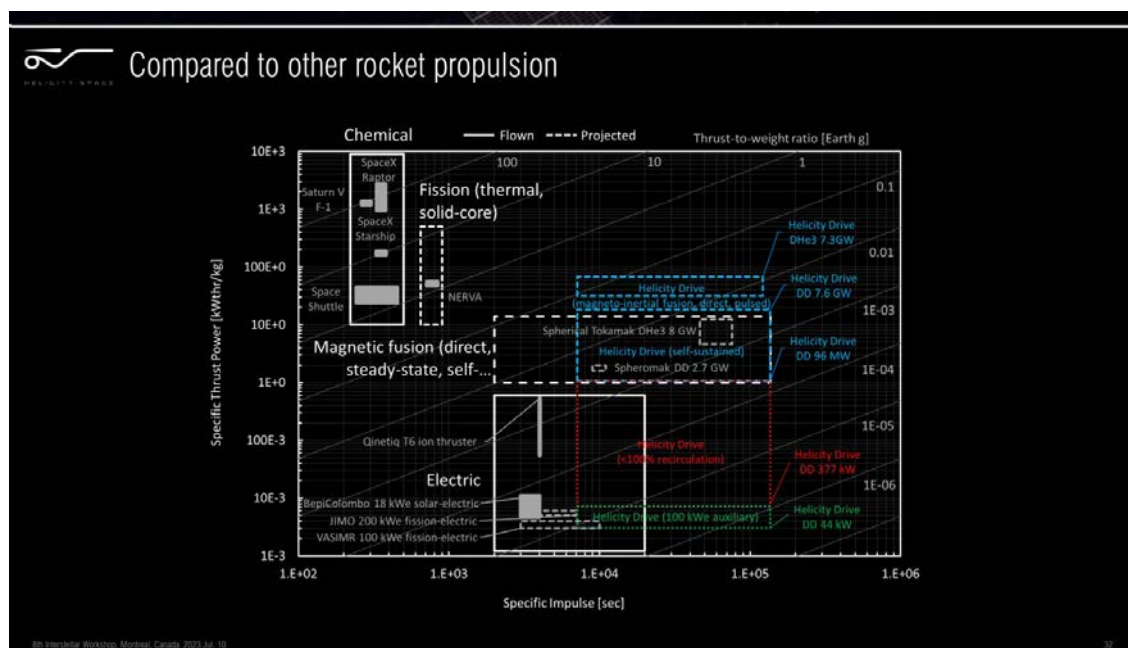 HELICITY SPACE
Compared to other rocket propulsion
Chemical
Flown
Projected
Thrust-to-weight ratio [Earth g]
10E+3
1E+3
100E+0
10E+0
1E+0
100E-3
10E-3
1E-3
Specific Thrust Power [kWthr/kg]
100
10
1
0.1
0.01
1E-03
1E-04
1E-05
1E-06
SpaceX
Raptor
Saturn V
F-1
SpaceX
Starship
Space
Shuttle
Fission (thermal,
solid-core)
NERVA
Helicity Drive
DHe3 7.3GW
Helicity Drive
DD 7.6 GW
Helicity Drive
DD 96 MW
Helicity Drive
(magneto-inertial fusion, direct, pulsed)
Spherical Tokamak DHe3 8 GW
Magnetic fusion (direct,
steady-state, self-...
Helicity Drive (self-sustained)
Spheromak DD 2.7 GW
Qinetiq T6 ion thruster
Helicity Drive
(<100% recirculation)
Electric
Helicity Drive
DD 377 kW
BepiColombo 18 kWe solar-electric
JIMO 200 kWe fission-electric
VASIMR 100 kWe fission-electric
Helicity Drive (100 kWe auxiliary)
Helicity Drive
DD 44 kW
1.E+02
1.E+03
1.E+04
1.E+05
1.E+06
Specific Impulse [sec]
8th Interstellar Workshop, Montreal, Canada, 2023 Jul. 10
32